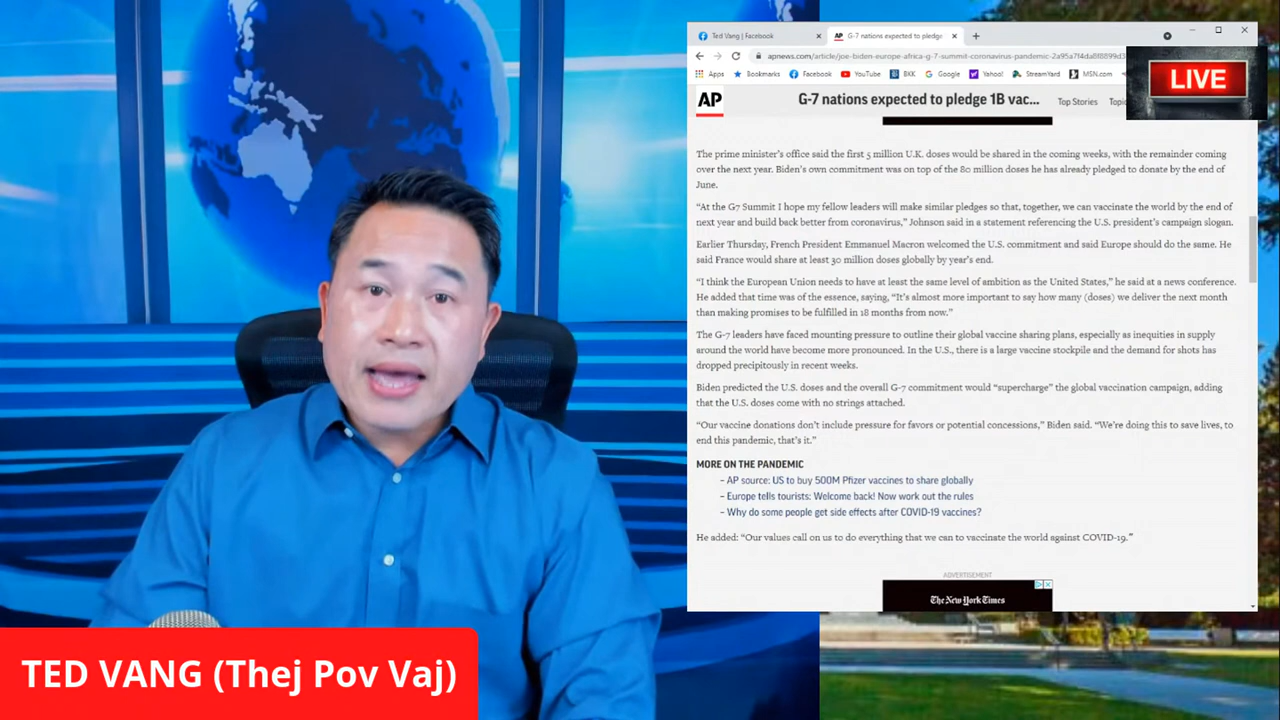 Ted Vang | Facebook
G-7 nations expected to pledge
apnews.com/article/joe-biden-europe-africa-g-7-summit-coronavirus-pandemic-2a95a7f4da8f8899d3
Apps Bookmarks Facebook YouTube BKK Google Yahoo! StreamYard MSN.com
LIVE
AP
G-7 nations expected to pledge 1B vac...
Top Stories
The prime minister's office said the first 5 million U.K. doses would be shared in the coming weeks, with the remainder coming
over the next year. Biden's own commitment was on top of the 80 million doses he has already pledged to donate by the end of
June.
“At the G7 Summit I hope my fellow leaders will make similar pledges so that, together, we can vaccinate the world by the end of
next year and build back better from coronavirus,” Johnson said in a statement referencing the U.S. president's campaign slogan.
Earlier Thursday, French President Emmanuel Macron welcomed the U.S. commitment and said Europe should do the same. He
said France would share at least 30 million doses globally by year's end.
“I think the European Union needs to have at least the same level of ambition as the United States,” he said at a news conference.
He added that time was of the essence, saying, “It's almost more important to say how many (doses) we deliver the next month
than making promises to be fulfilled in 18 months from now.”
The G-7 leaders have faced mounting pressure to outline their global vaccine sharing plans, especially as inequities in supply
around the world have become more pronounced. In the U.S., there is a large vaccine stockpile and the demand for shots has
dropped precipitously in recent weeks.
Biden predicted the U.S. doses and the overall G-7 commitment would “supercharge” the global vaccination campaign, adding
that the U.S. doses come with no strings attached.
“Our vaccine donations don't include pressure for favors or potential concessions,” Biden said. “We're doing this to save lives, to
end this pandemic, that's it.”
MORE ON THE PANDEMIC
– AP source: US to buy 500M Pfizer vaccines to share globally
– Europe tells tourists: Welcome back! Now work out the rules
– Why do some people get side effects after COVID-19 vaccines?
He added: “Our values call on us to do everything that we can to vaccinate the world against COVID-19.”
ADVERTISEMENT
The New York Times
TED VANG (Thej Pov Vaj)